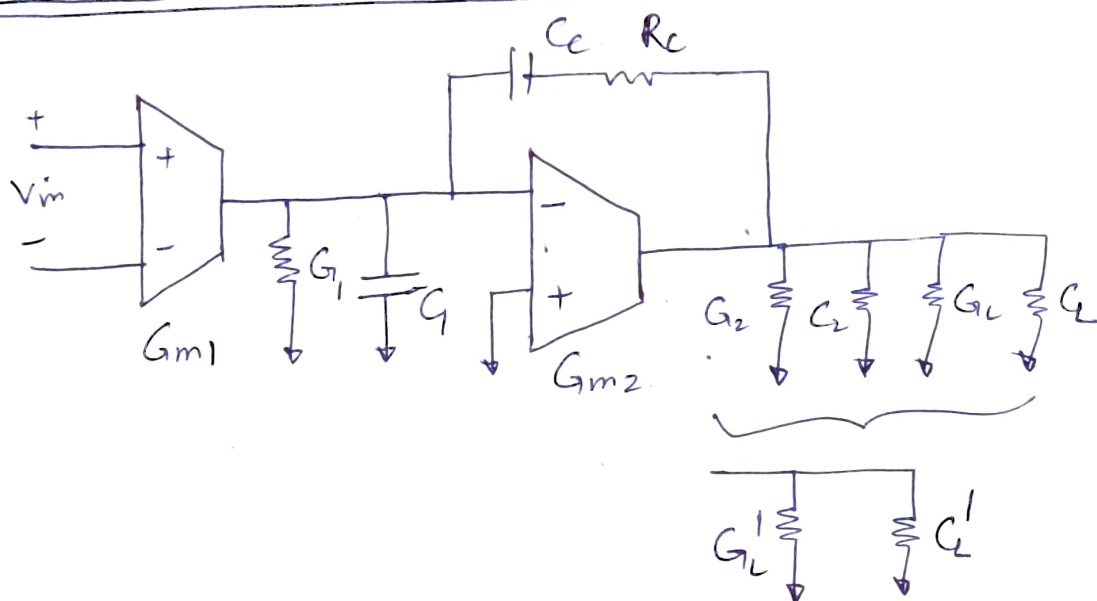 Cc Rc
+
+
Vin
-
-
G1
C1
Gm1
-
+
Gm2
G2 C2 GL CL
GL' CL'